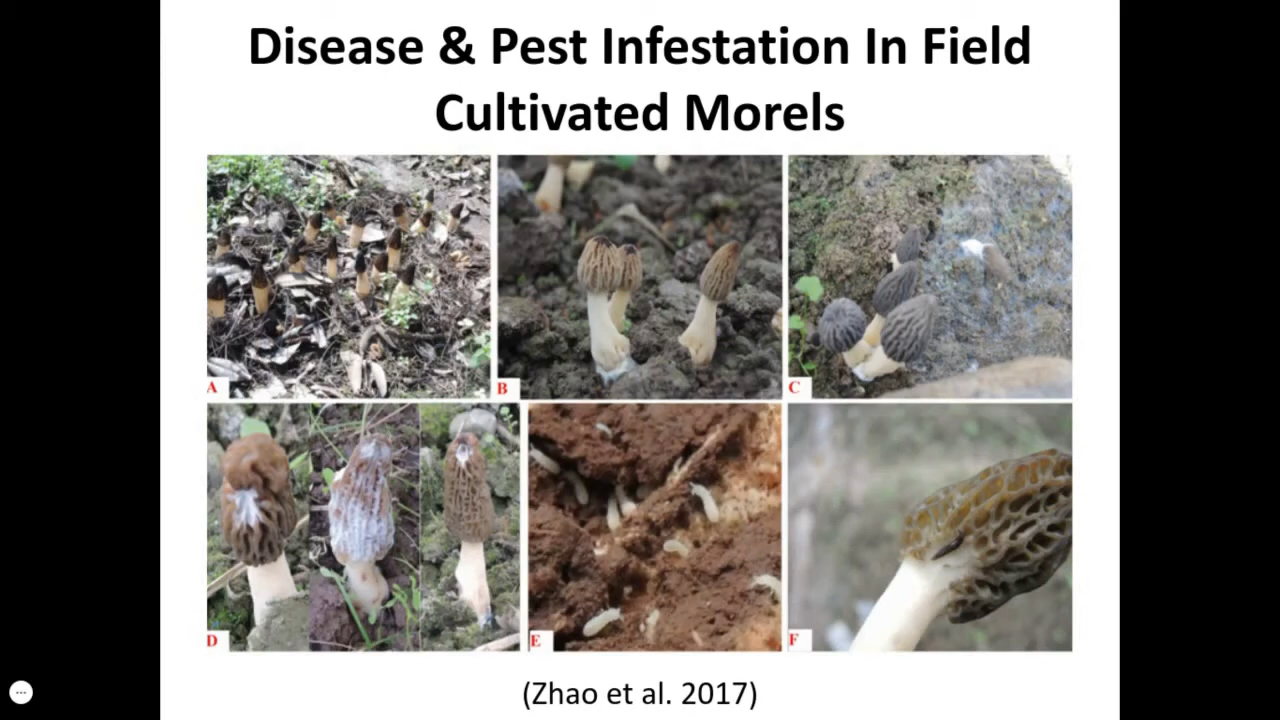 Disease & Pest Infestation In Field
Cultivated Morels
A
B
C
D
E
F
(Zhao et al. 2017)